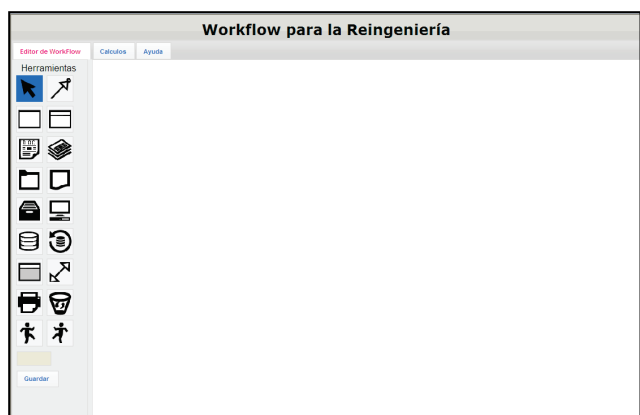 Workflow para la Reingeniería
Editor de WorkFlow Calculos Ayuda
Herramientas
Guardar